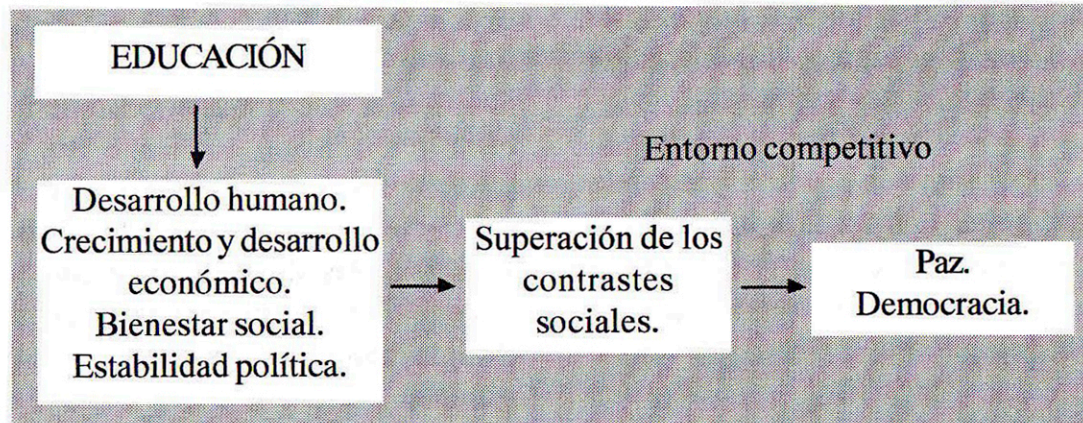 EDUCACIÓN
Entorno competitivo
Desarrollo humano.
Crecimiento y desarrollo
económico.
Bienestar social.
Estabilidad política.
Superación de los
contrastes
sociales.
Paz.
Democracia.